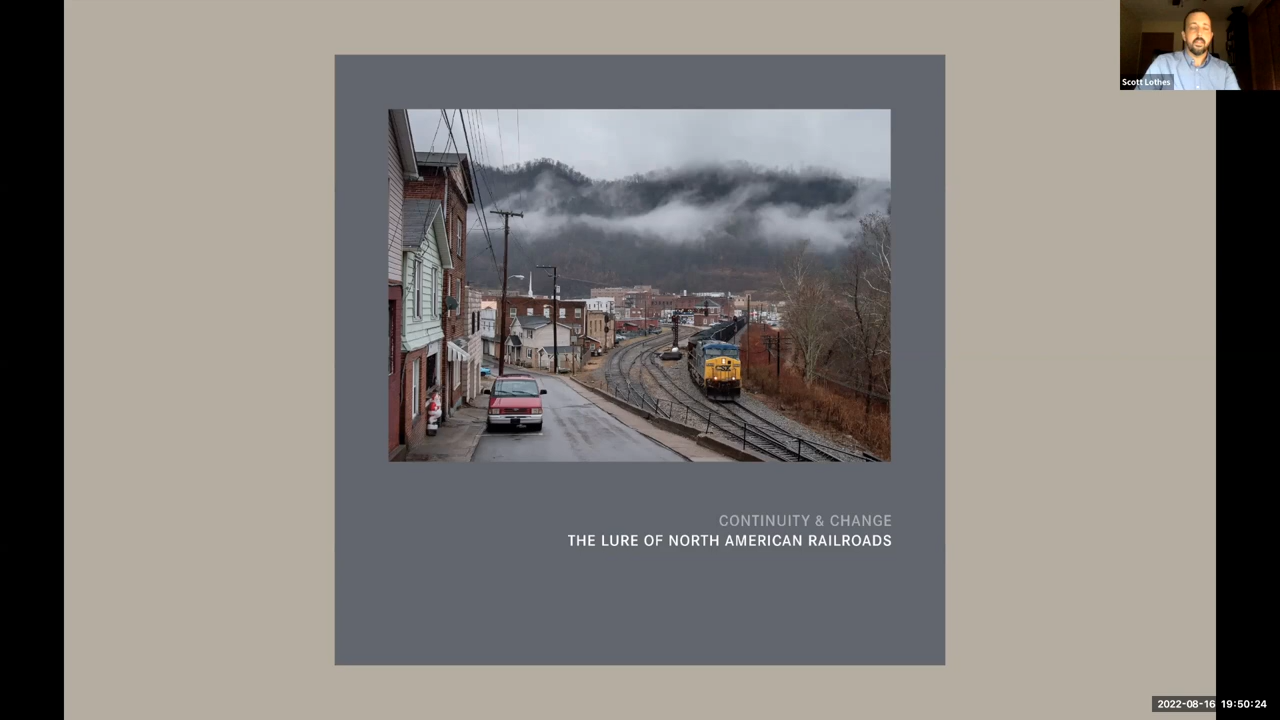 Scott Lothes
CONTINUITY & CHANGE
THE LURE OF NORTH AMERICAN RAILROADS
2022-08-16 19:50:24